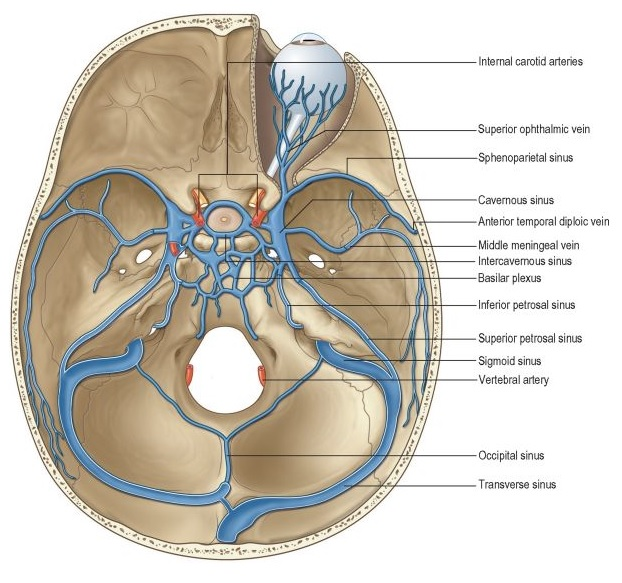 Internal carotid arteries
Superior ophthalmic vein
Sphenoparietal sinus
Cavernous sinus
Anterior temporal diploic vein
Middle meningeal vein
Intercavernous sinus
Basilar plexus
Inferior petrosal sinus
Superior petrosal sinus
Sigmoid sinus
Vertebral artery
Occipital sinus
Transverse sinus